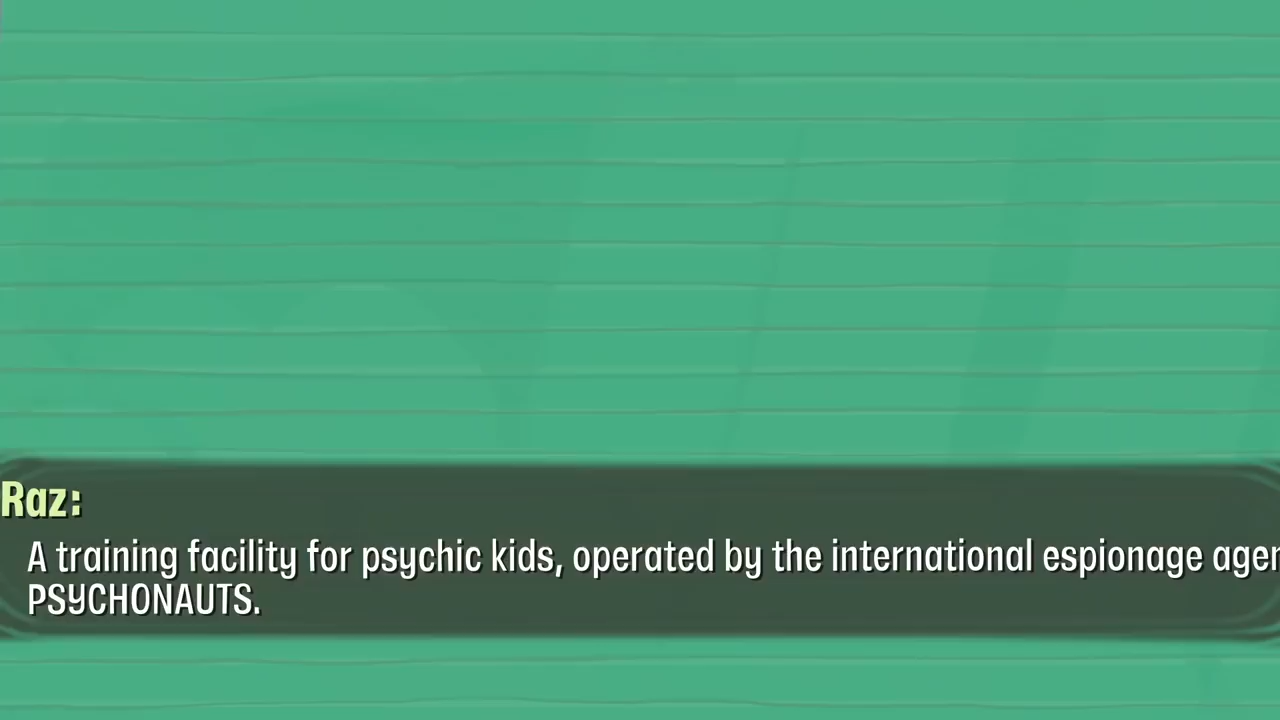 Raz:
A training facility for psychic kids, operated by the international espionage
PSYCHONAUTS.